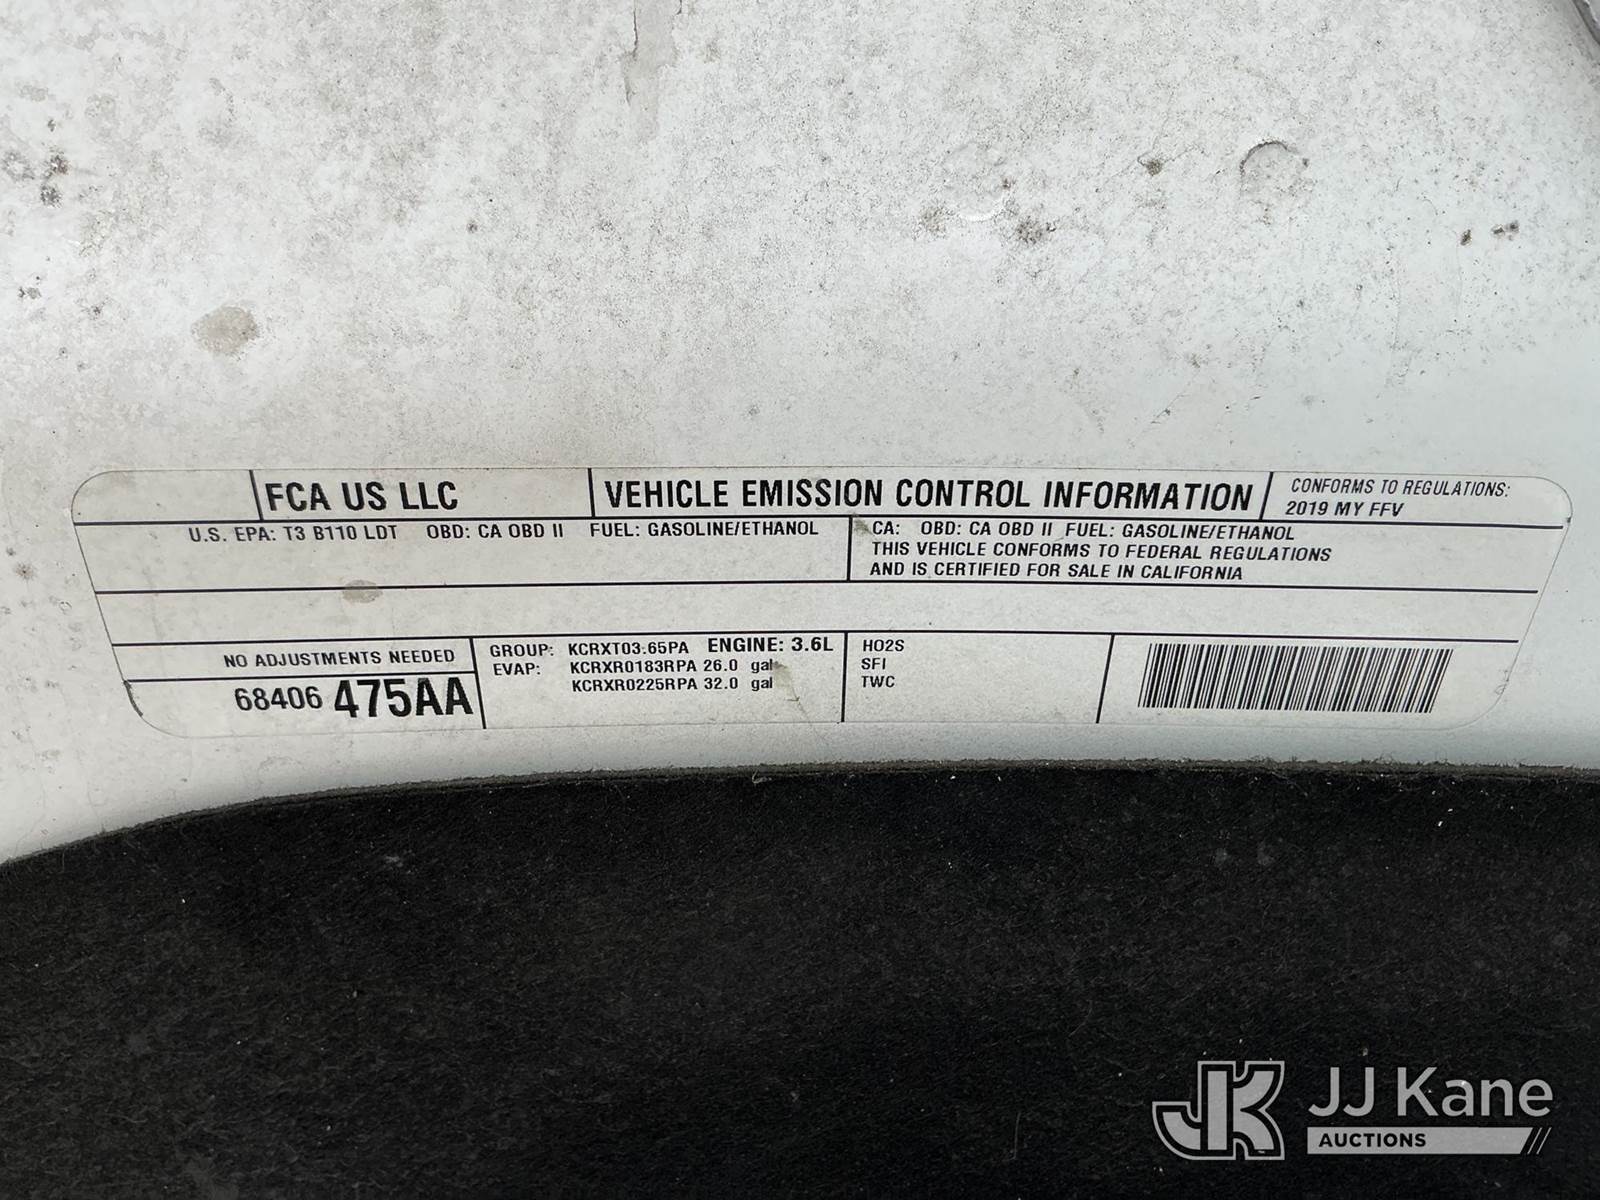 FCA US LLC
VEHICLE EMISSION CONTROL INFORMATION
CONFORMS TO REGULATIONS:
2019 MY FFV
U.S. EPA: T3 B110 LDT OBD: CA OBD II FUEL: GASOLINE/ETHANOL
CA: OBD: CA OBD II FUEL: GASOLINE/ETHANOL
THIS VEHICLE CONFORMS TO FEDERAL REGULATIONS
AND IS CERTIFIED FOR SALE IN CALIFORNIA
NO ADJUSTMENTS NEEDED
68406 475AA
GROUP: KCRXT03.65PA ENGINE: 3.6L
EVAP: KCRXR0183RPA 26.0 gal
KCRXR0225RPA 32.0 gal
HO2S
SFI
TWC
JK
JJ Kane
AUCTIONS